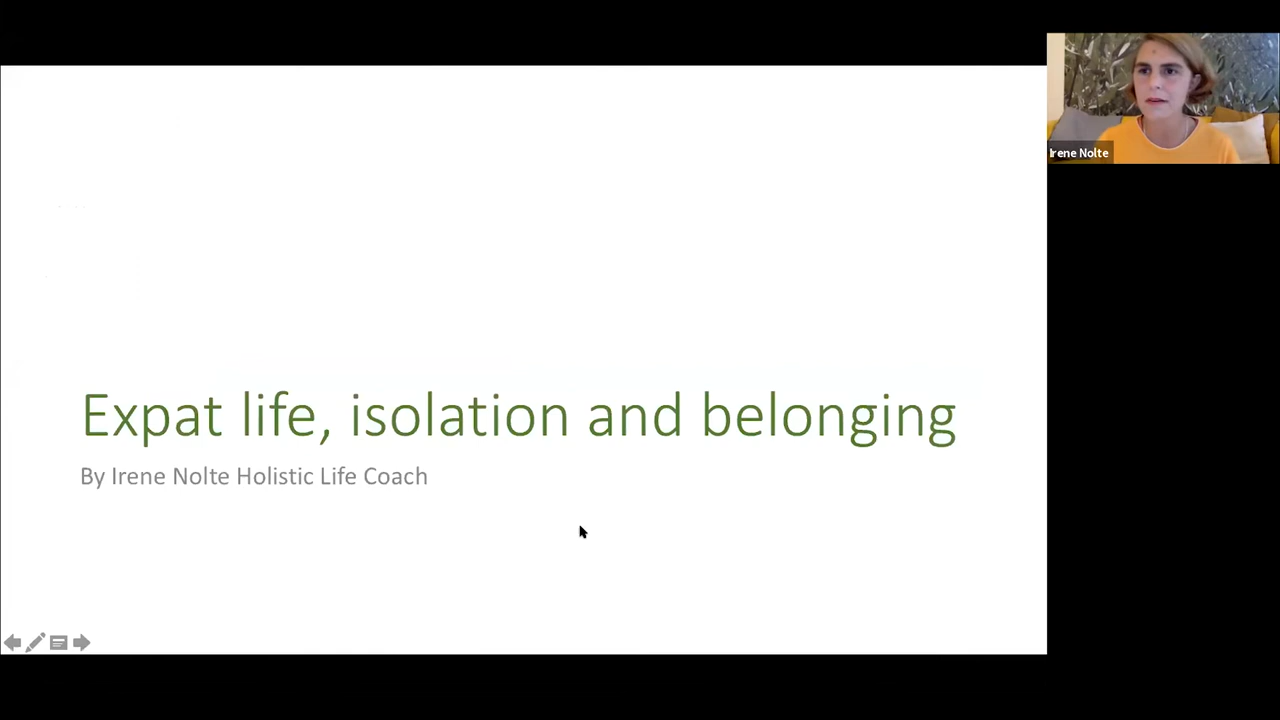 Expat life, isolation and belonging
By Irene Nolte Holistic Life Coach
Irene Nolte